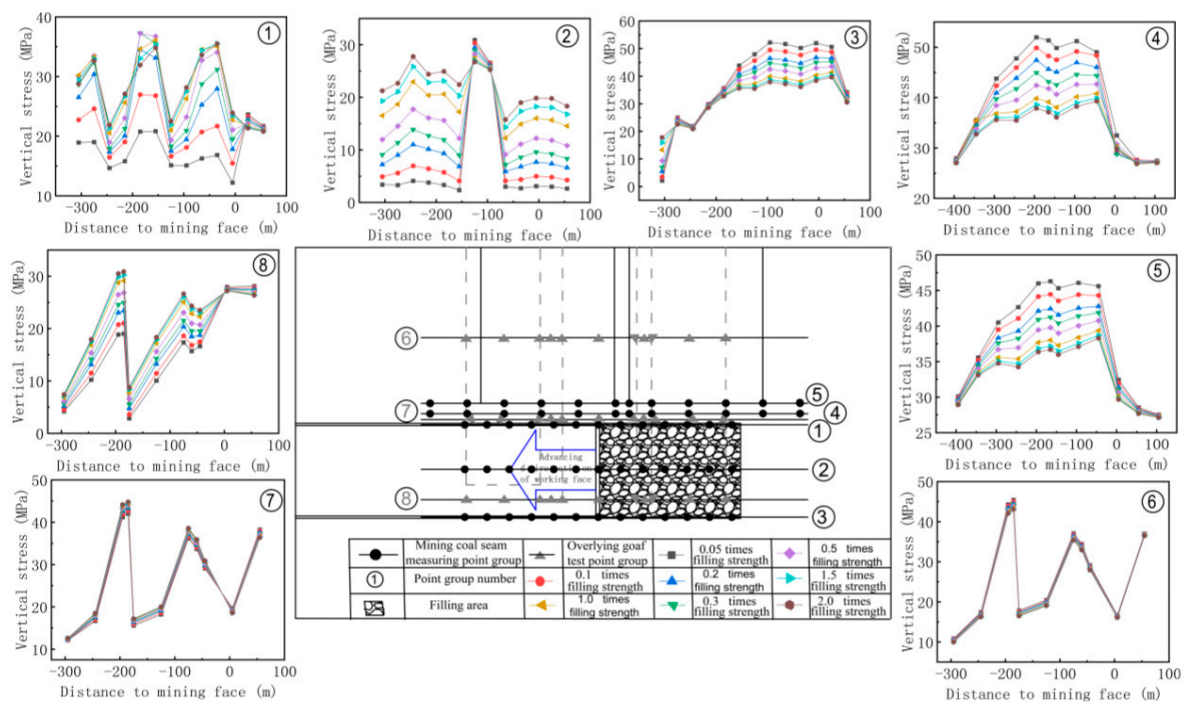 ①
Vertical stress (MPa)
40
30
20
10
-300 -200 -100 0 100
Distance to mining face (m)
②
Vertical stress (MPa)
30
20
10
0
-300 -200 -100 0 100
Distance to mining face (m)
③
Vertical stress (MPa)
60
50
40
30
20
10
0
-300 -200 -100 0 100
Distance to mining face (m)
④
Vertical stress (MPa)
60
50
40
30
20
-400 -300 -200 -100 0 100 200
Distance to mining face (m)
⑧
Vertical stress (MPa)
30
20
10
0
-300 -200 -100 0 100
Distance to mining face (m)
⑥
⑦
⑧
⑤
④
①
②
③
Advancing
of working face
⑤
Vertical stress (MPa)
50
45
40
35
30
25
-400 -300 -200 -100 0 100 200
Distance to mining face (m)
⑦
Vertical stress (MPa)
50
40
30
20
10
-300 -200 -100 0 100
Distance to mining face (m)
Mining coal seam
measuring point group
Overlying goaf
test point group
0.05 times
filling strength
0.5 times
filling strength
① Point group number
0.1 times
filling strength
0.2 times
filling strength
1.5 times
filling strength
Filling area
1.0 times
filling strength
0.3 times
filling strength
2.0 times
filling strength
⑥
Vertical stress (MPa)
50
40
30
20
10
-300 -200 -100 0 100
Distance to mining face (m)